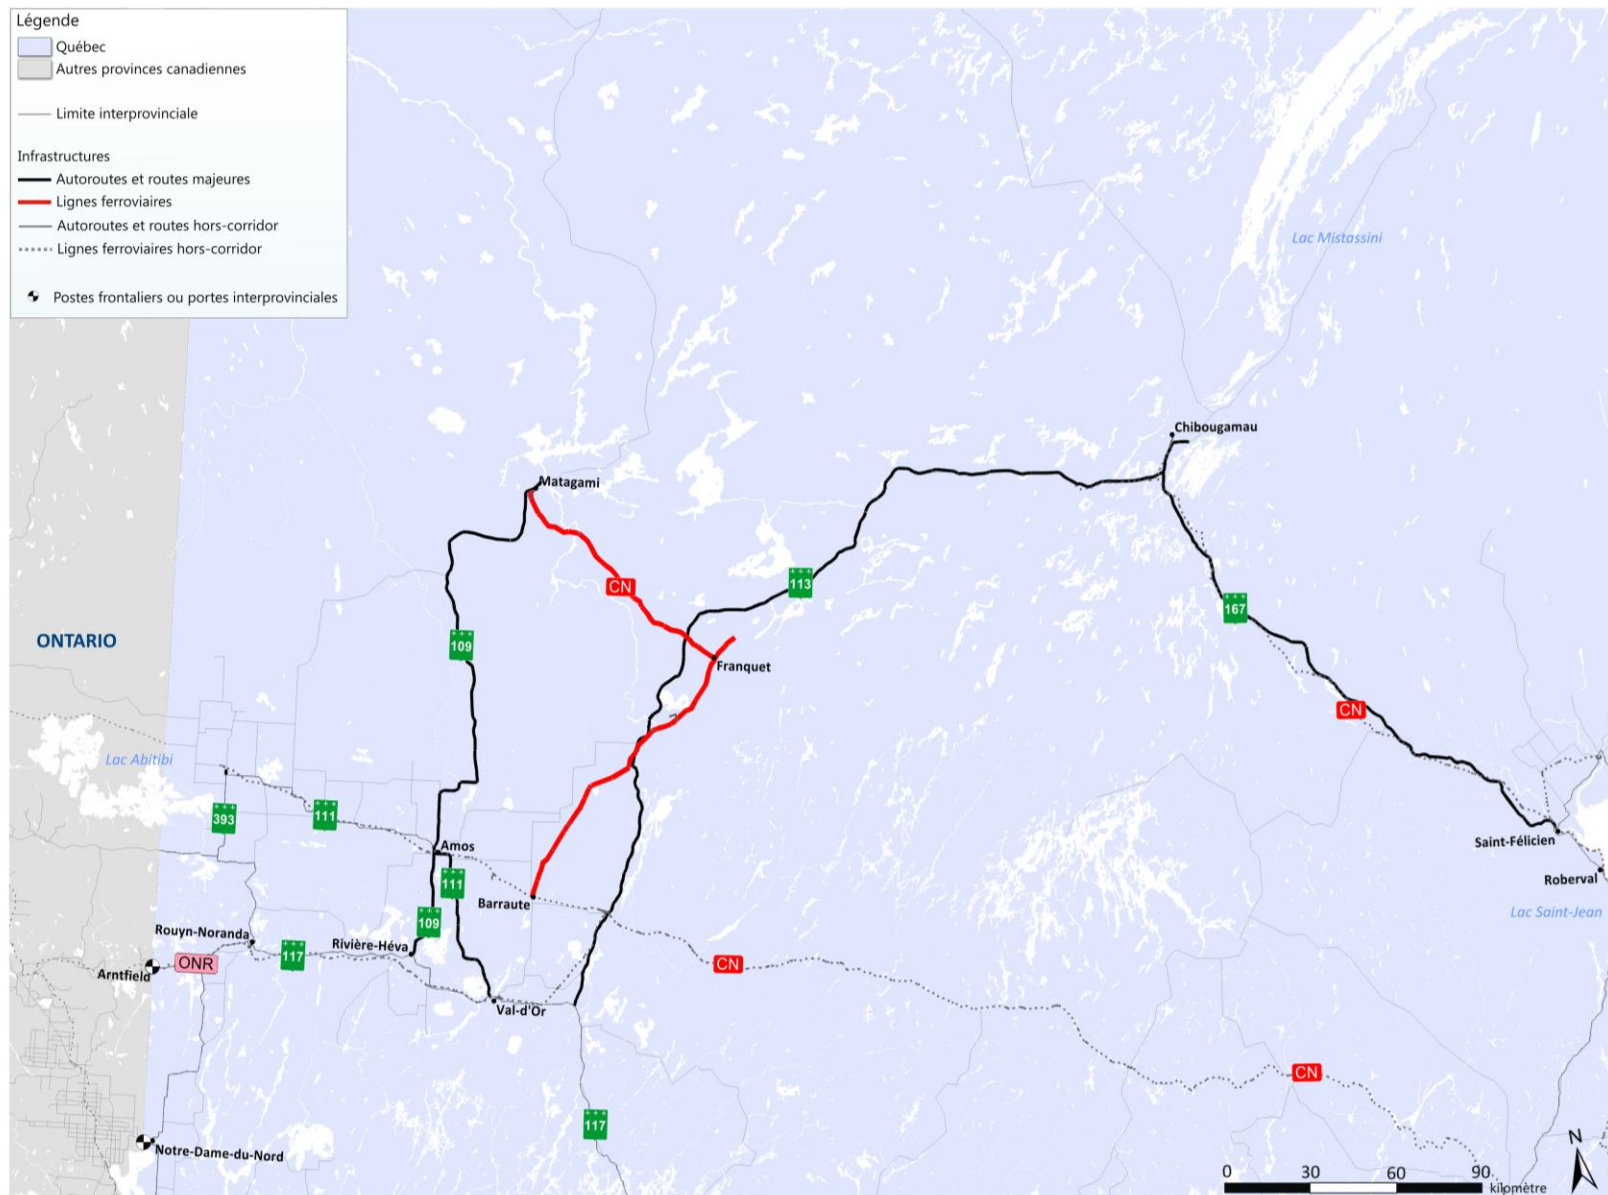 Légende
Québec
Autres provinces canadiennes
Limite interprovinciale
Infrastructures
Autoroutes et routes majeures
Lignes ferroviaires
Autoroutes et routes hors-corridor
Lignes ferroviaires hors-corridor
Postes frontaliers ou portes interprovinciales
Lac Mistassini
Chibougamau
Matagami
CN
113
167
109
ONTARIO
Franquet
CN
Lac Abitibi
393
111
Amos
Saint-Félicien
111
Roberval
Barraute
109
Lac Saint-Jean
Rouyn-Noranda
Rivière-Héva
117
ONR
CN
Arntfield
Val-d'Or
CN
117
Notre-Dame-du-Nord
N
0 30 60 90
kilomètre